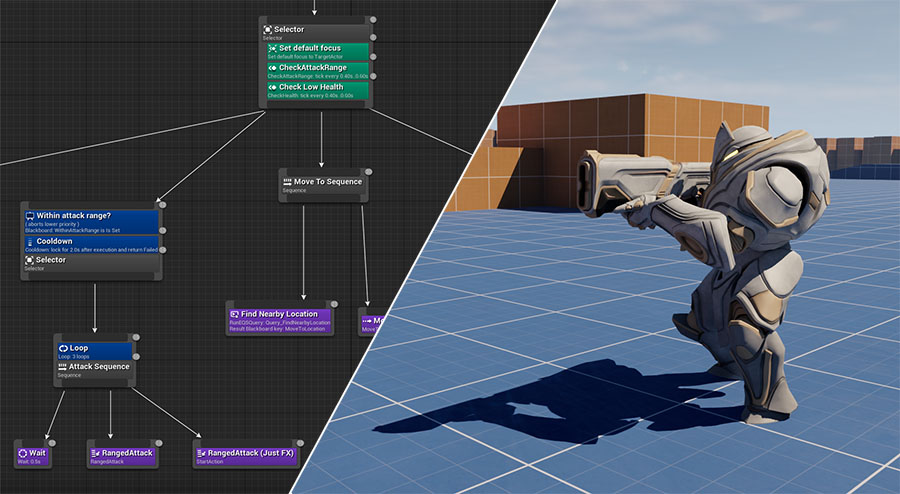 Selector
Selector
Set default focus
Set default focus to TargetActor
CheckAttackRange
CheckAttackRange: tick every 0.40s..0.60s
Check Low Health
CheckHealth: tick every 0.40s..0.60s
Move To Sequence
Sequence
Within attack range?
( aborts lower priority )
Blackboard: WithinAttackRange is Is Set
Cooldown
Cooldown: lock for 2.0s after execution and return Failed
Selector
Selector
Find Nearby Location
RunEQSQuery: Query_FindNearbyLocation
Result Blackboard key: MoveToLocation
Loop
Loop: 3 loops
Attack Sequence
Sequence
Wait
Wait: 0.5s
RangedAttack
RangedAttack
RangedAttack (Just FX)
StartAction